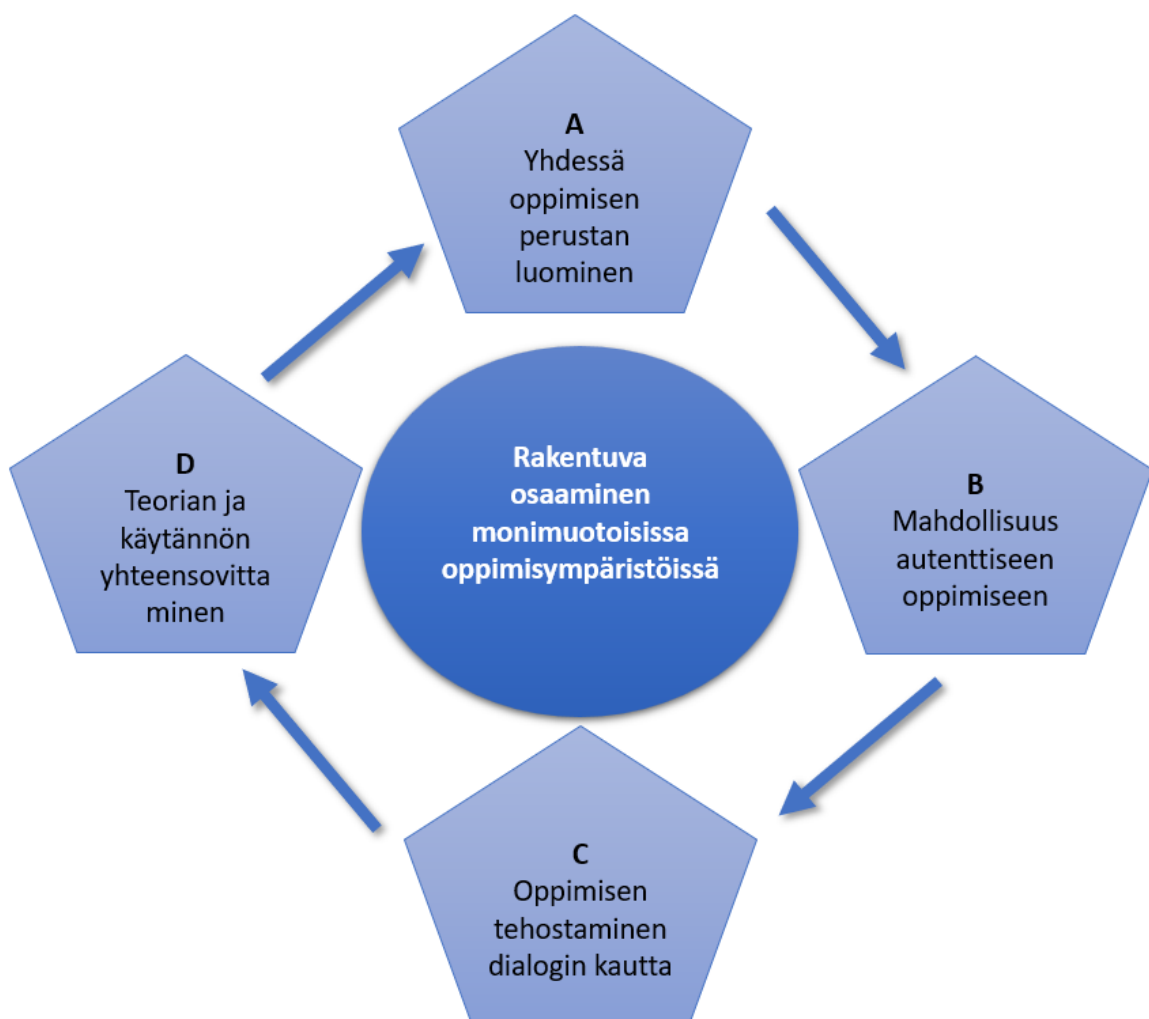 A
Yhdessä
oppimisen
perustan
luominen
B
Mahdollisuus
autenttiseen
oppimiseen
C
Oppimisen
tehostaminen
dialogin kautta
D
Teorian ja
käytännön
yhteensovitta
minen
Rakentuva
osaaminen
monimuotoisissa
oppimisympäristöissä